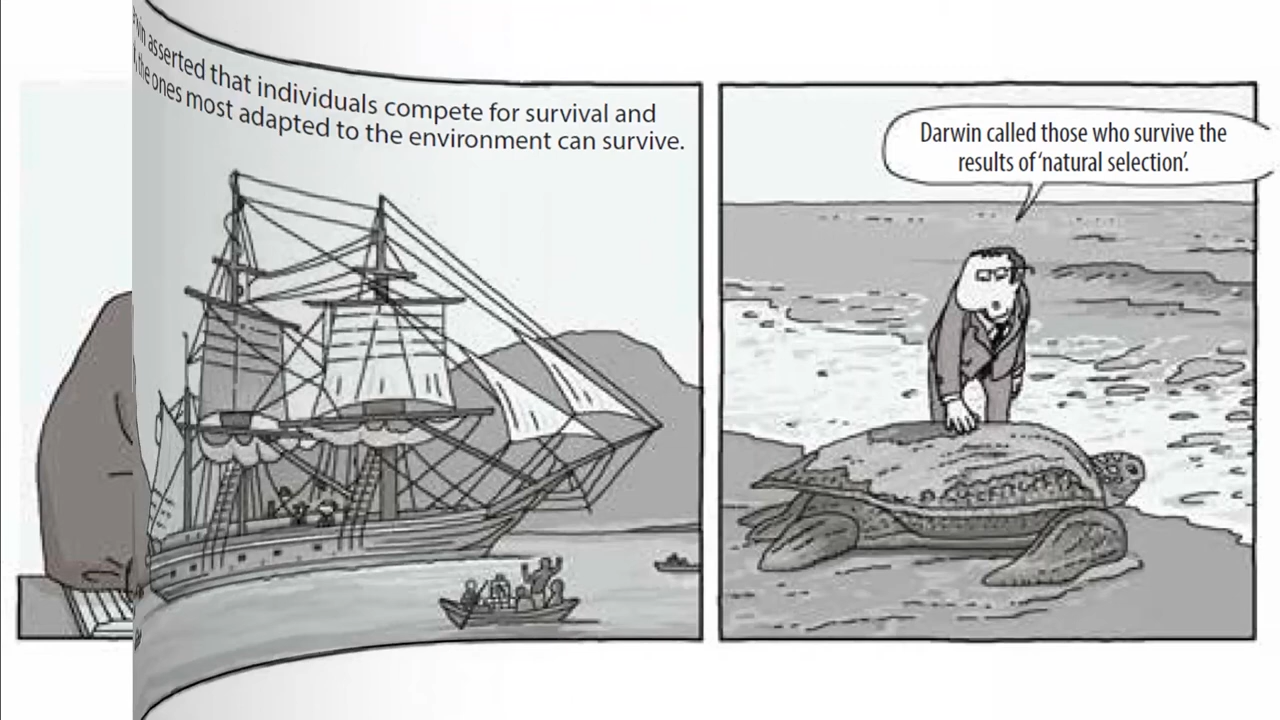 asserted that individuals compete for survival and
the ones most adapted to the environment can survive.
Darwin called those who survive the
results of ‘natural selection’.